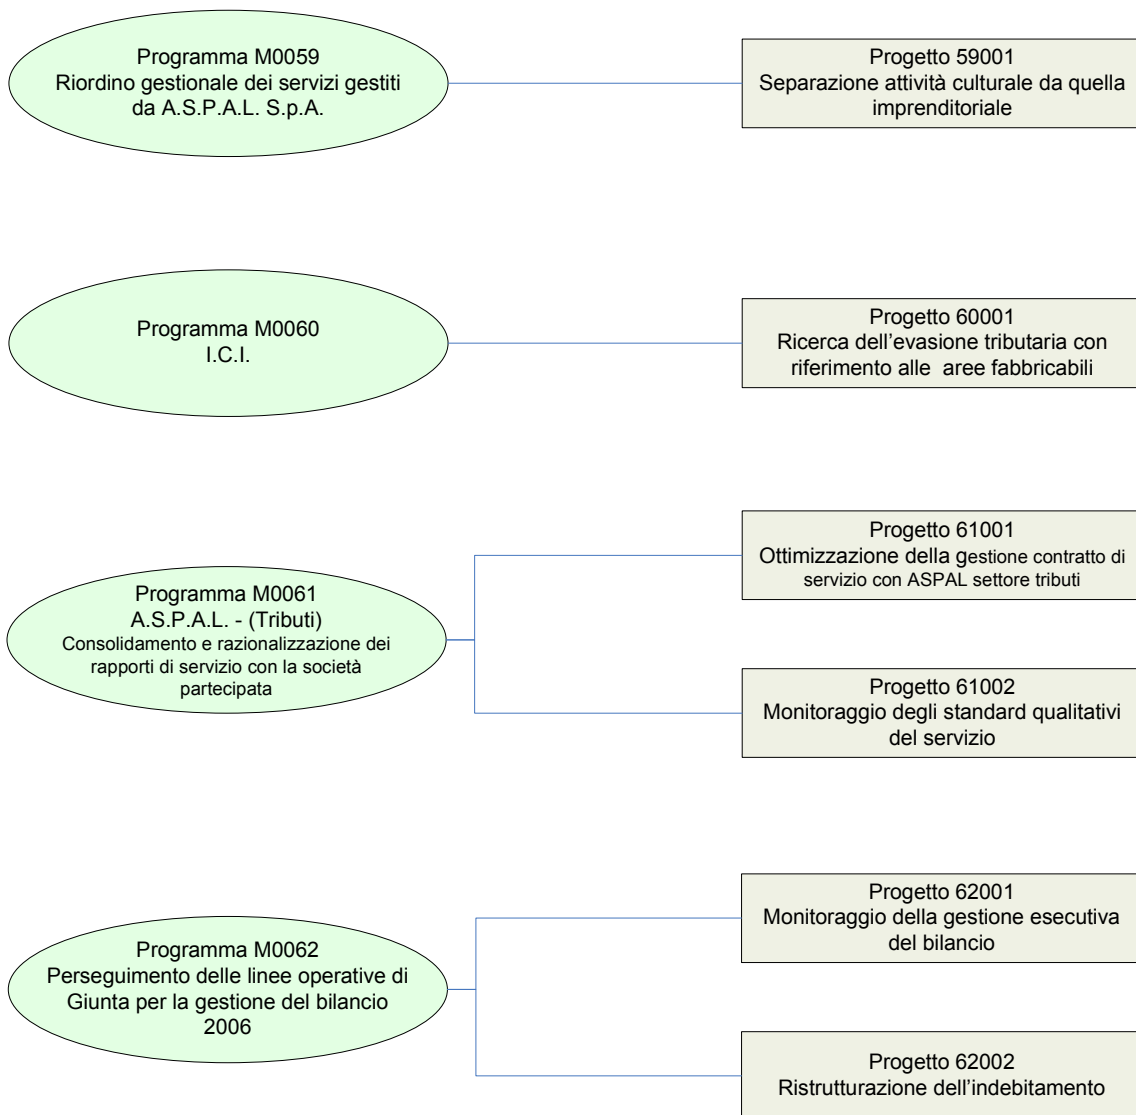 Programma M0059
Riordino gestionale dei servizi gestiti
da A.S.P.A.L. S.p.A.
Progetto 59001
Separazione attività culturale da quella
imprenditoriale
Programma M0060
I.C.I.
Progetto 60001
Ricerca dell'evasione tributaria con
riferimento alle  aree fabbricabili
Programma M0061
A.S.P.A.L. - (Tributi)
Consolidamento e razionalizzazione dei
rapporti di servizio con la società
partecipata
Progetto 61001
Ottimizzazione della gestione contratto di
servizio con ASPAL settore tributi
Progetto 61002
Monitoraggio degli standard qualitativi
del servizio
Programma M0062
Perseguimento delle linee operative di
Giunta per la gestione del bilancio
2006
Progetto 62001
Monitoraggio della gestione esecutiva
del bilancio
Progetto 62002
Ristrutturazione dell'indebitamento